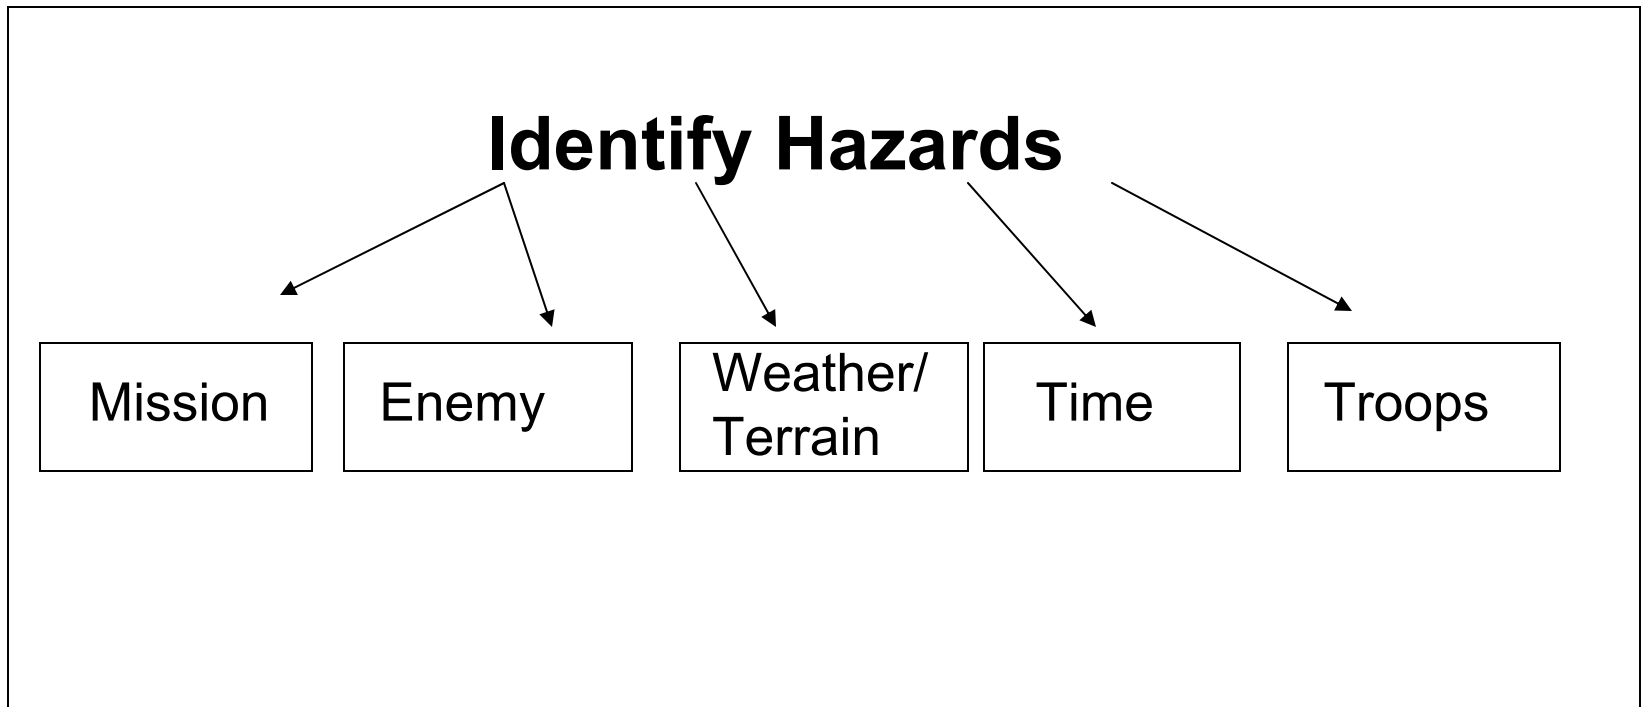 Identify Hazards
Mission
Enemy
Weather/
Terrain
Time
Troops